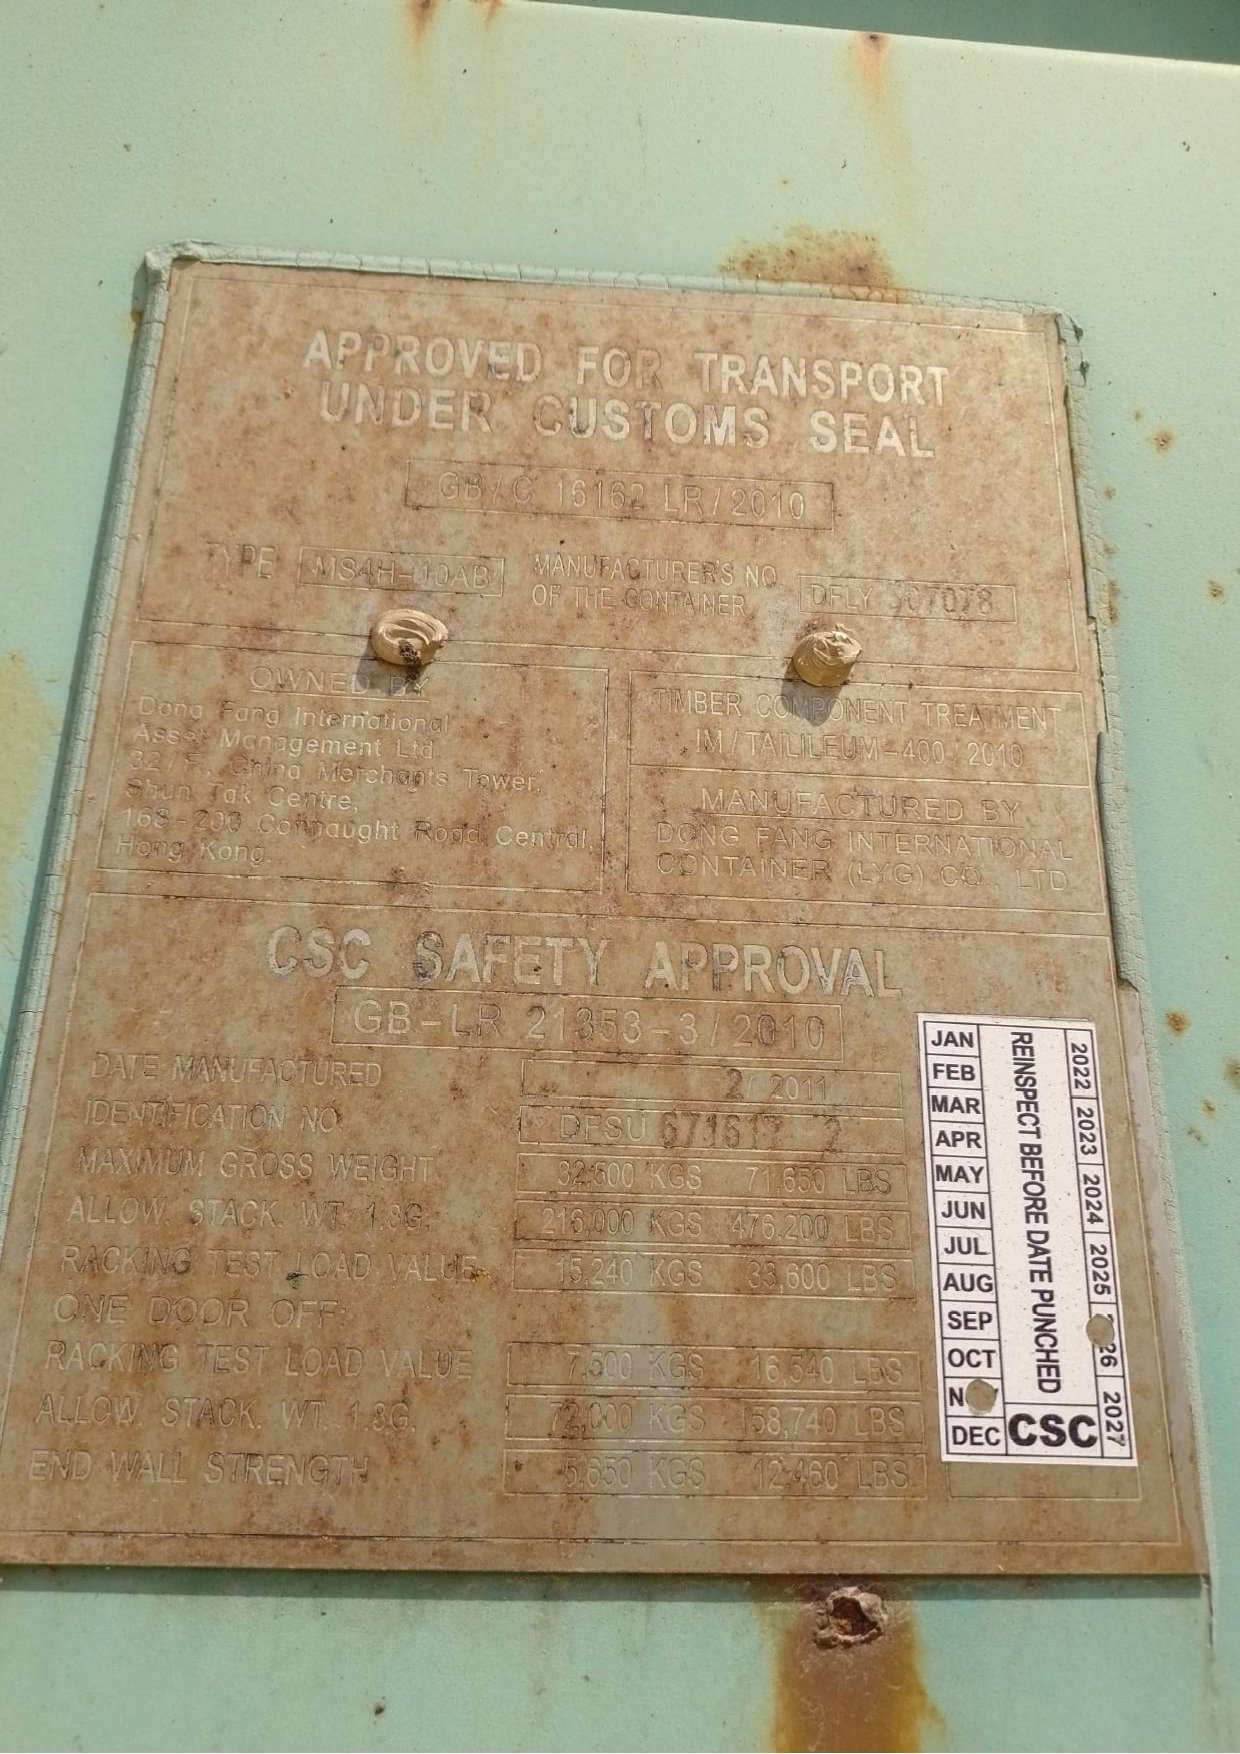 APPROVED FOR TRANSPORT
UNDER CUSTOMS SEAL
GB/C 16162 LR/2010
TYPE MS4H-10AB MANUFACTURER'S NO.
OF THE CONTAINER DFLY
OWNED BY
Dong Fang International
Asset Management Ltd.
32/F., China Merchants Tower,
Shun Tak Centre,
168-200 Connaught Road Central,
Hong Kong.
TIMBER COMPONENT TREATMENT
IM/TAILILEUM-400/2010
MANUFACTURED BY
DONG FANG INTERNATIONAL
CONTAINER (LYG) CO., LTD
CSC SAFETY APPROVAL
GB-LR 21353-3/2010
DATE MANUFACTURED 2/2011
IDENTIFICATION NO. DFSU 2
MAXIMUM GROSS WEIGHT 32,500 KGS 71,650 LBS
ALLOW. STACK. WT. 1.8G. 216,000 KGS 476,200 LBS
RACKING TEST LOAD VALUE 15,240 KGS 33,600 LBS
ONE DOOR OFF:
RACKING TEST LOAD VALUE 7,500 KGS 16,540 LBS
ALLOW. STACK. WT. 1.8G 72,000 KGS 158,740 LBS
END WALL STRENGTH 5,650 KGS 12,460 LBS
JAN
FEB
MAR
APR
MAY
JUN
JUL
AUG
SEP
OCT
N
DEC
REINSPECT BEFORE DATE PUNCHED
CSC
2022 2023 2024 2025 26 2027